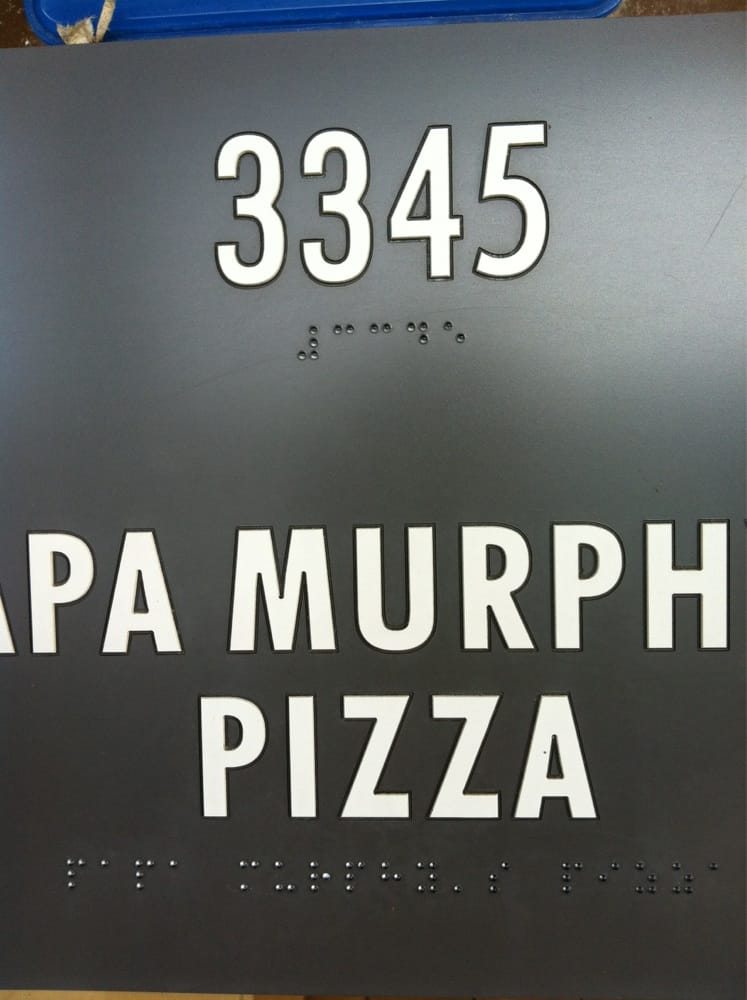 3345
⠼⠉⠉⠙⠑
APA MURPH
PIZZA
⠏⠁⠏⠁ ⠍⠥⠗⠏⠓⠽⠄⠎ ⠏⠊⠵⠵⠁